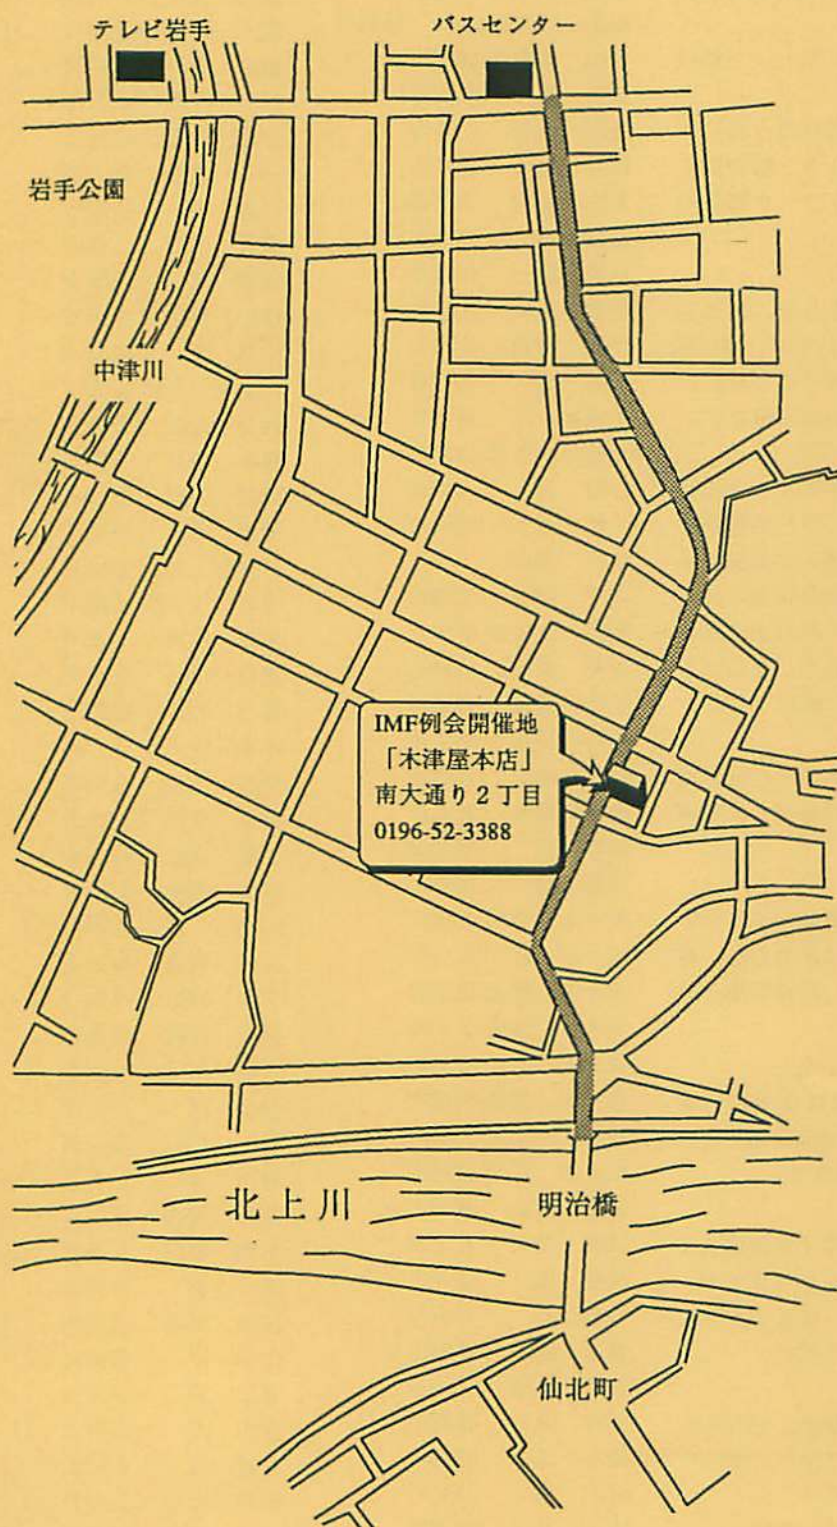 テレビ岩手
バスセンター
岩手公園
中津川
IMF例会開催地
「木津屋本店」
南大通り２丁目
0196-52-3388
北上川
明治橋
仙北町